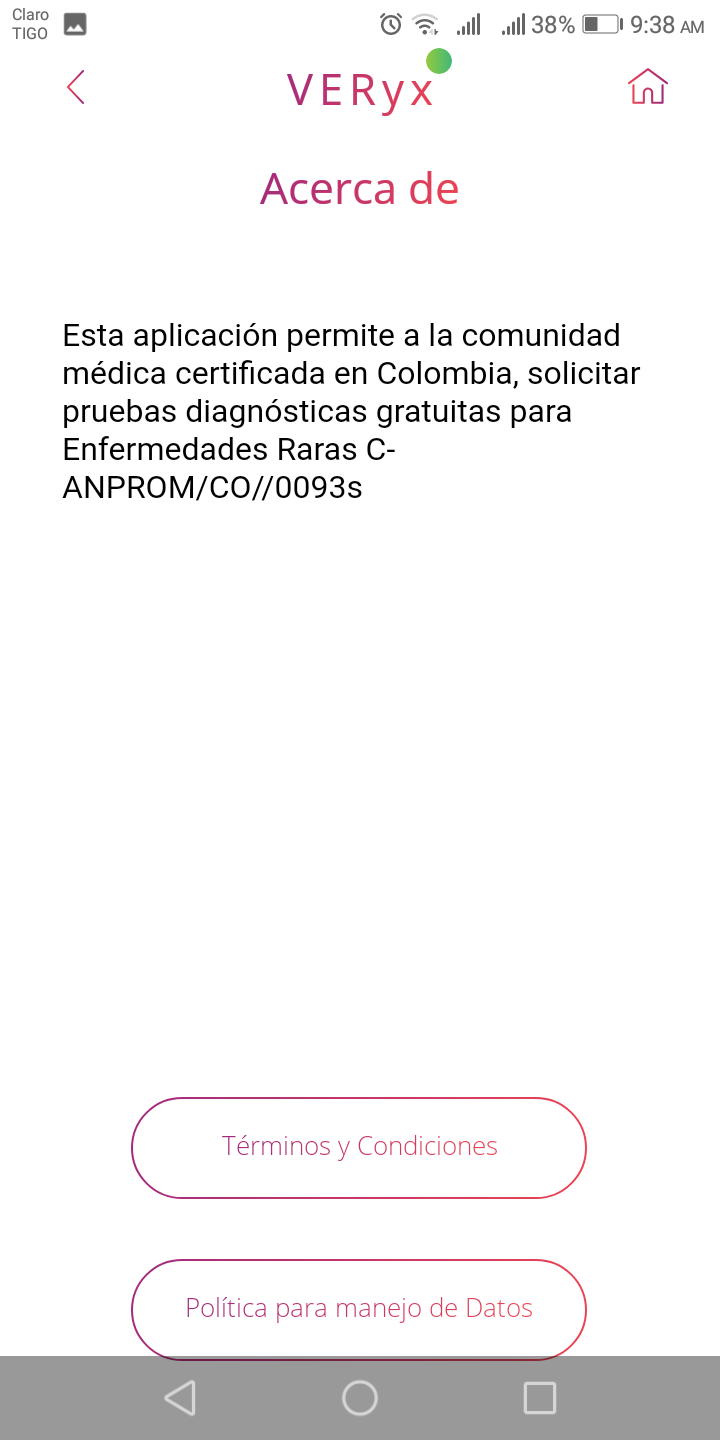 Claro
TIGO
38% 9:38 AM
VERyx
Acerca de
Esta aplicación permite a la comunidad
médica certificada en Colombia, solicitar
pruebas diagnósticas gratuitas para
Enfermedades Raras C-
ANPROM/CO//0093s
Términos y Condiciones
Política para manejo de Datos